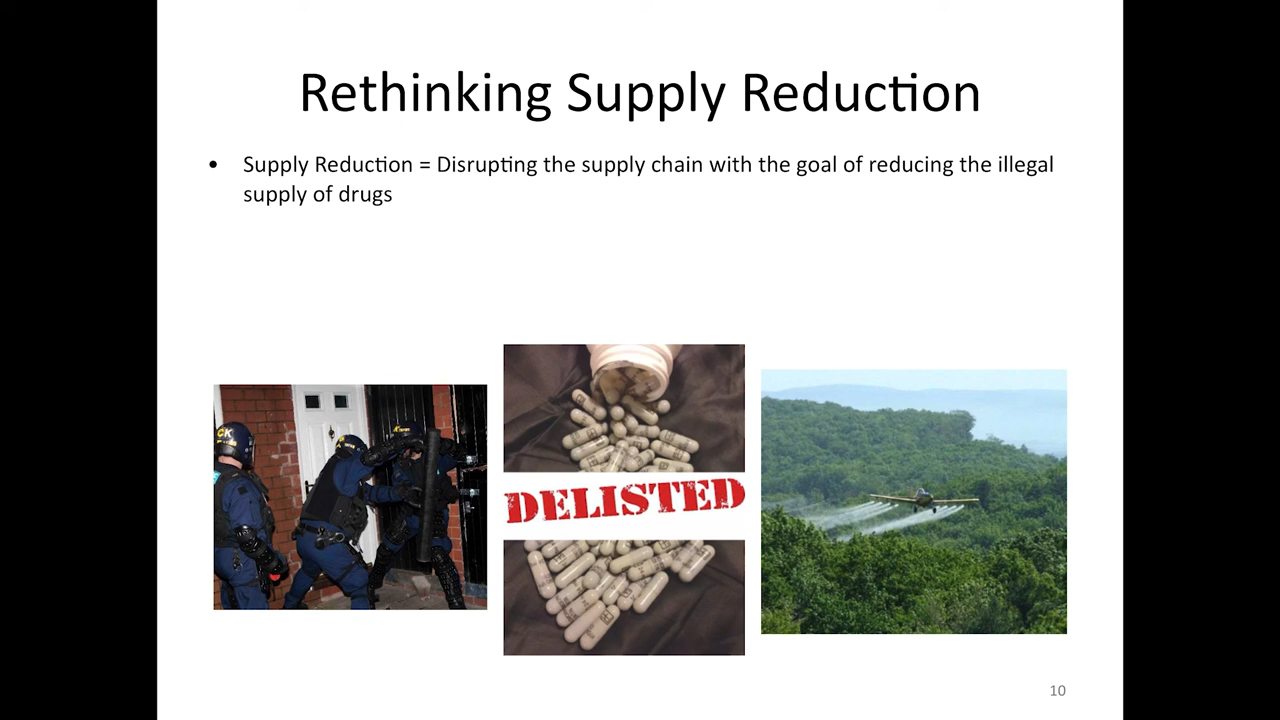 Rethinking Supply Reduction
• Supply Reduction = Disrupting the supply chain with the goal of reducing the illegal
supply of drugs
DELISTED
10